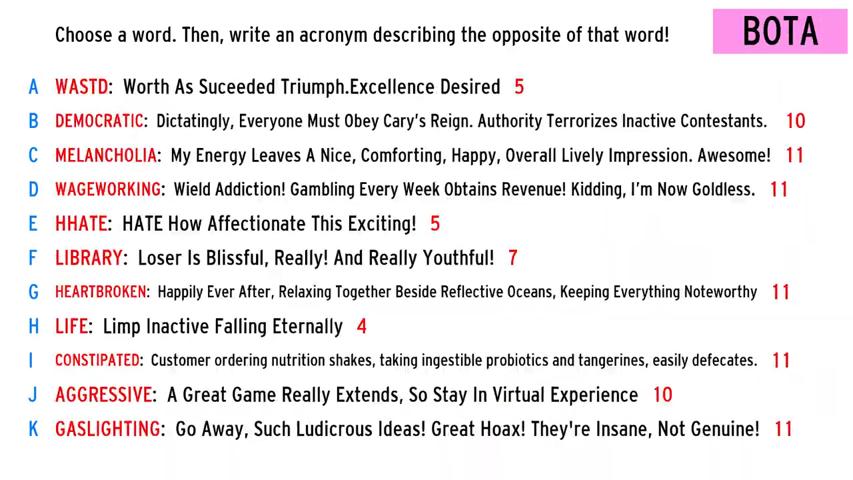 Choose a word. Then, write an acronym describing the opposite of that word!
BOTA
A WASTD: Worth As Suceeded Triumph.Excellence Desired 5
B DEMOCRATIC: Dictatingly, Everyone Must Obey Cary's Reign. Authority Terrorizes Inactive Contestants. 10
C MELANCHOLIA: My Energy Leaves A Nice, Comforting, Happy, Overall Lively Impression. Awesome! 11
D WAGEWORKING: Wield Addiction! Gambling Every Week Obtains Revenue! Kidding, I'm Now Goldless. 11
E HHATE: HATE How Affectionate This Exciting! 5
F LIBRARY: Loser Is Blissful, Really! And Really Youthful! 7
G HEARTBROKEN: Happily Ever After, Relaxing Together Beside Reflective Oceans, Keeping Everything Noteworthy 11
H LIFE: Limp Inactive Falling Eternally 4
I CONSTIPATED: Customer ordering nutrition shakes, taking ingestible probiotics and tangerines, easily defecates. 11
J AGGRESSIVE: A Great Game Really Extends, So Stay In Virtual Experience 10
K GASLIGHTING: Go Away, Such Ludicrous Ideas! Great Hoax! They're Insane, Not Genuine! 11